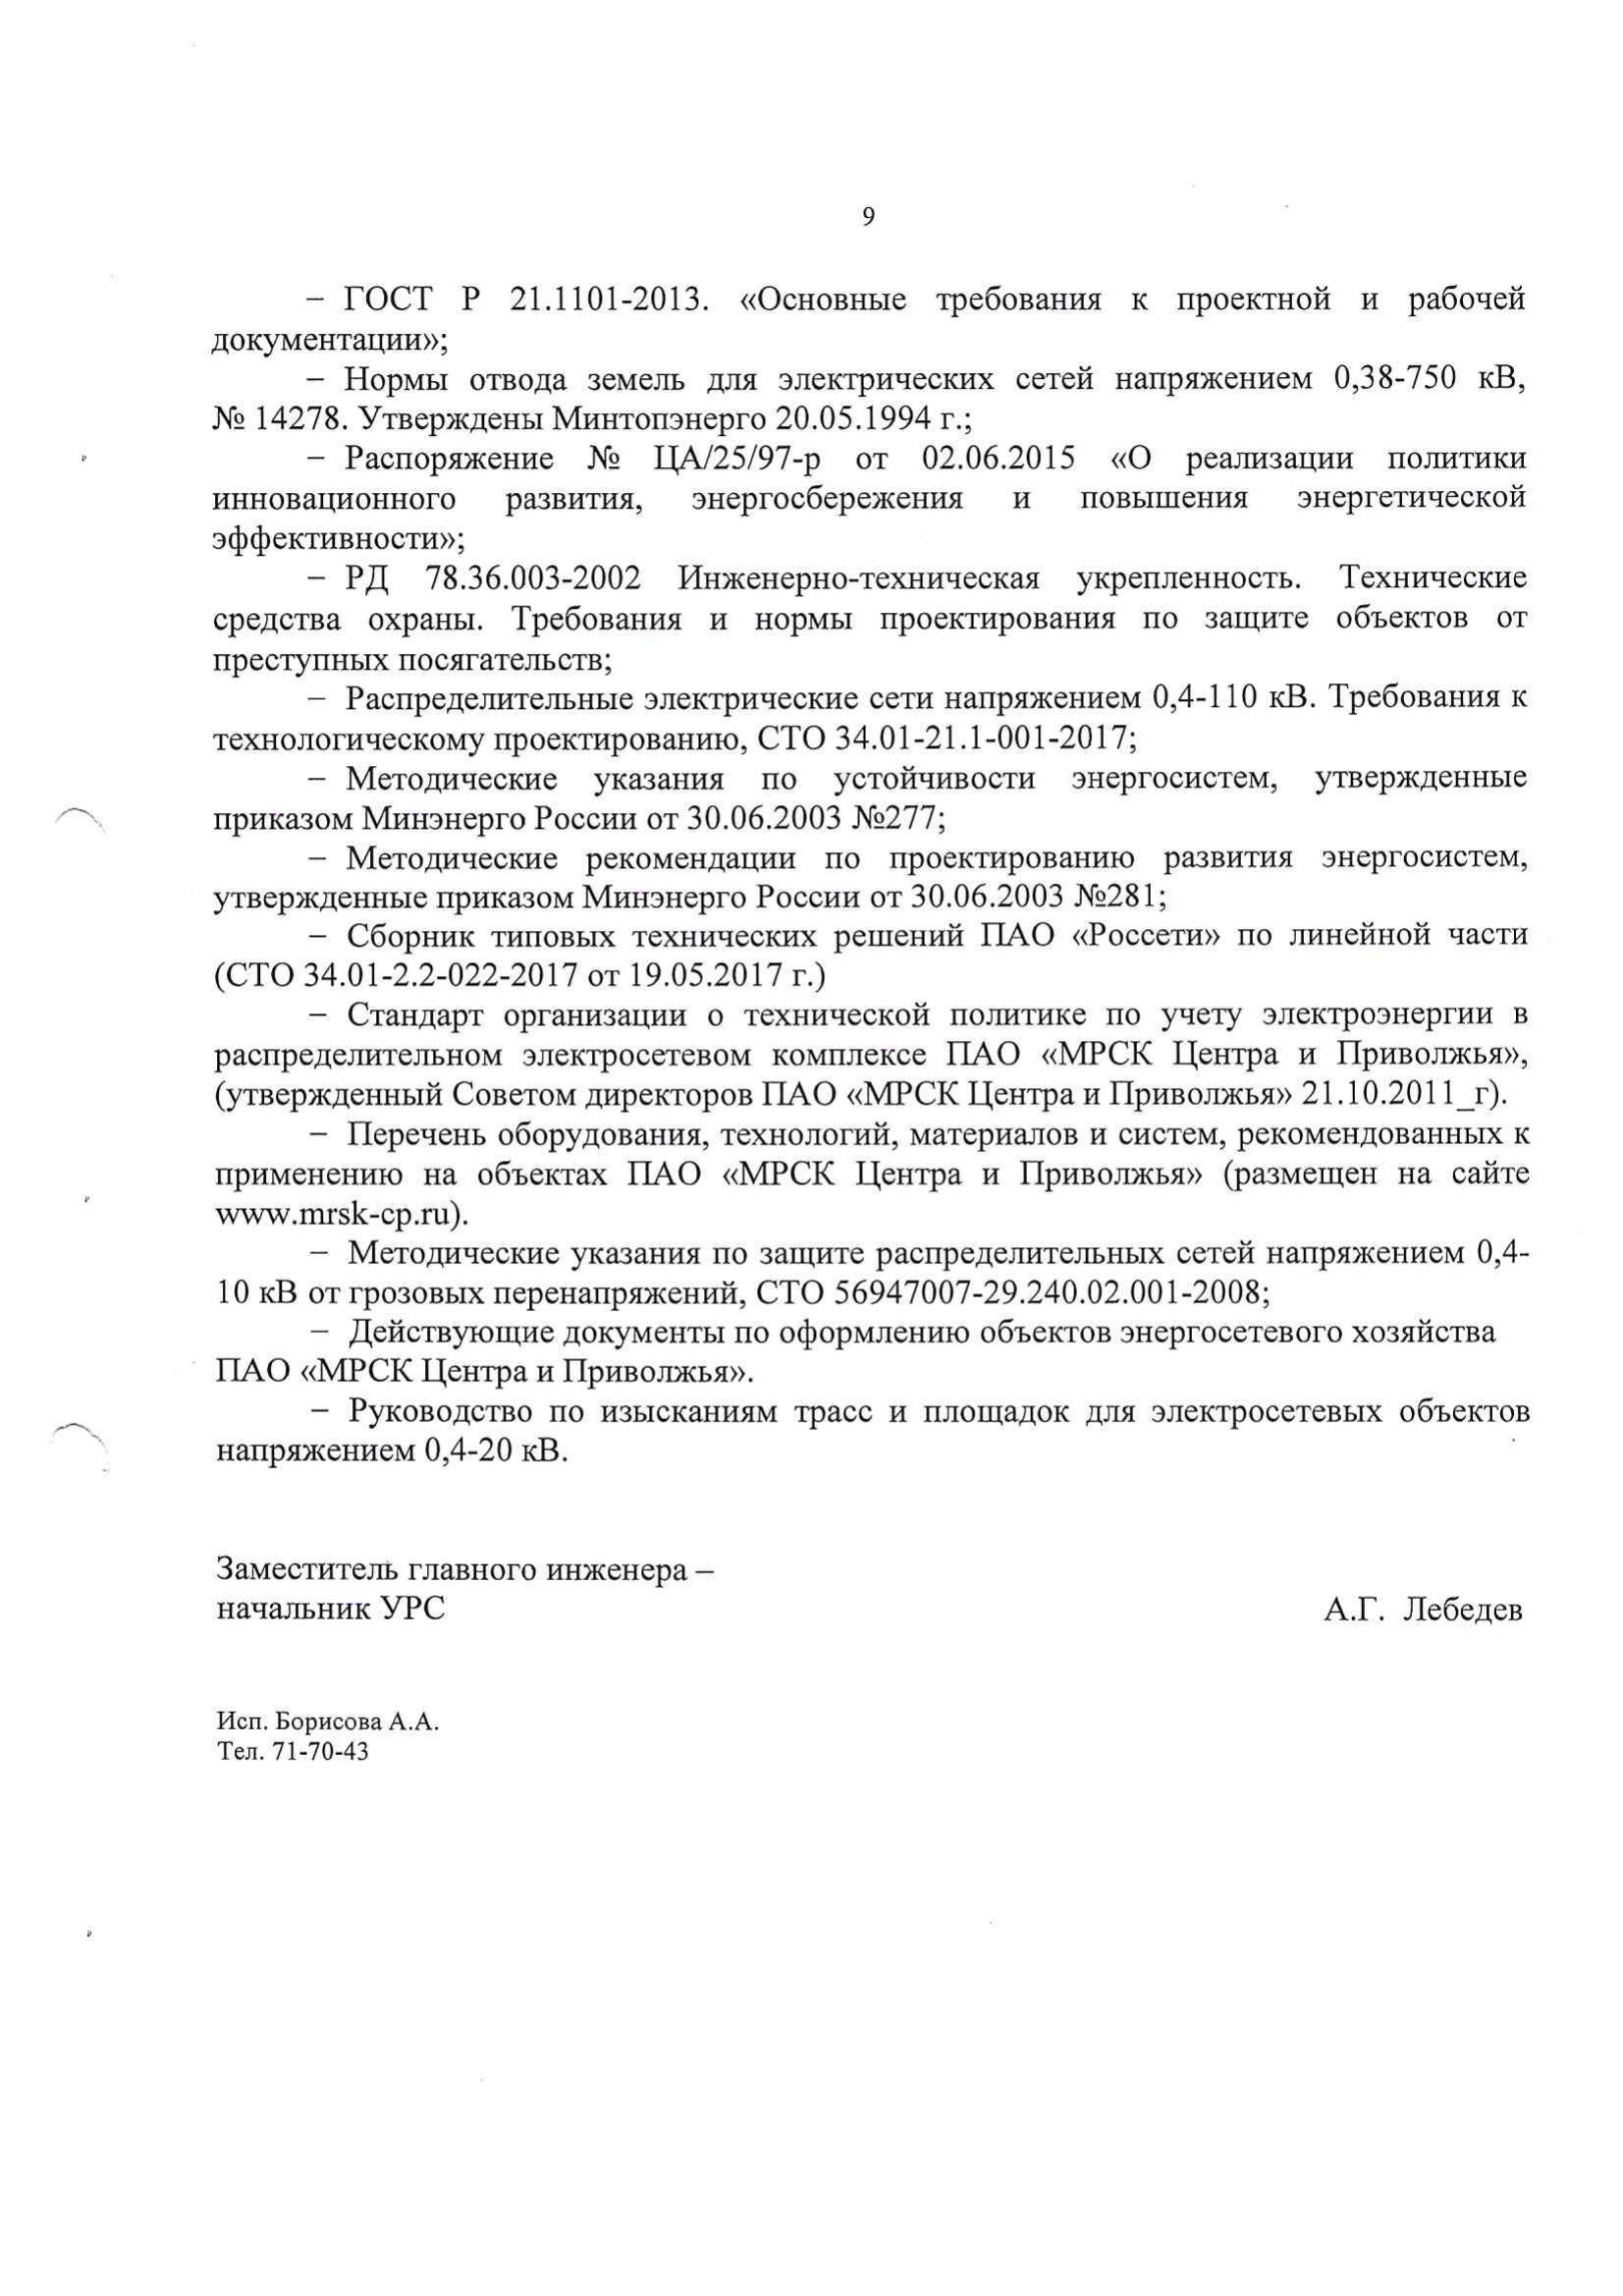 9
– ГОСТ Р 21.1101-2013. «Основные требования к проектной и рабочей
документации»;
– Нормы отвода земель для электрических сетей напряжением 0,38-750 кВ,
№ 14278. Утверждены Минтопэнерго 20.05.1994 г.;
– Распоряжение № ЦА/25/97-р от 02.06.2015 «О реализации политики
инновационного развития, энергосбережения и повышения энергетической
эффективности»;
– РД 78.36.003-2002 Инженерно-техническая укрепленность. Технические
средства охраны. Требования и нормы проектирования по защите объектов от
преступных посягательств;
– Распределительные электрические сети напряжением 0,4-110 кВ. Требования к
технологическому проектированию, СТО 34.01-21.1-001-2017;
– Методические указания по устойчивости энергосистем, утвержденные
приказом Минэнерго России от 30.06.2003 №277;
– Методические рекомендации по проектированию развития энергосистем,
утвержденные приказом Минэнерго России от 30.06.2003 №281;
– Сборник типовых технических решений ПАО «Россети» по линейной части
(СТО 34.01-2.2-022-2017 от 19.05.2017 г.)
– Стандарт организации о технической политике по учету электроэнергии в
распределительном электросетевом комплексе ПАО «МРСК Центра и Приволжья»,
(утвержденный Советом директоров ПАО «МРСК Центра и Приволжья» 21.10.2011_г).
– Перечень оборудования, технологий, материалов и систем, рекомендованных к
применению на объектах ПАО «МРСК Центра и Приволжья» (размещен на сайте
www.mrsk-cp.ru).
– Методические указания по защите распределительных сетей напряжением 0,4-
10 кВ от грозовых перенапряжений, СТО 56947007-29.240.02.001-2008;
– Действующие документы по оформлению объектов энергосетевого хозяйства
ПАО «МРСК Центра и Приволжья».
– Руководство по изысканиям трасс и площадок для электросетевых объектов
напряжением 0,4-20 кВ.
Заместитель главного инженера –
начальник УРС А.Г. Лебедев
Исп. Борисова А.А.
Тел. 71-70-43